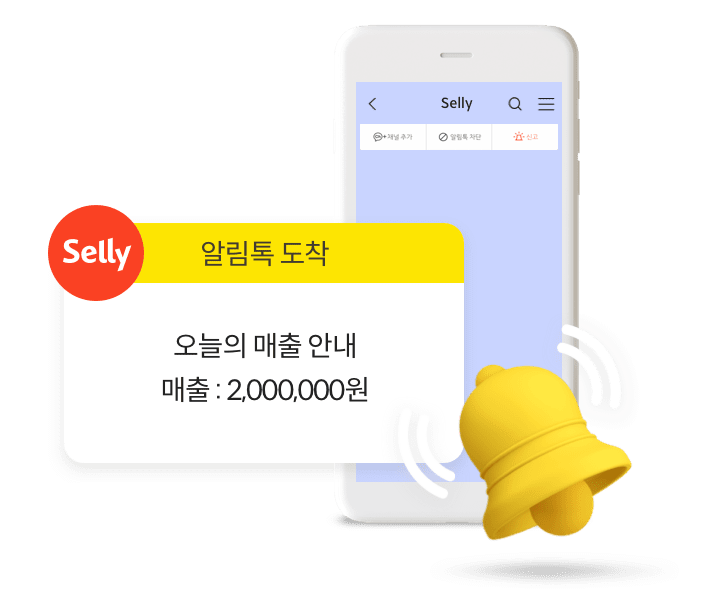 Selly
채널 추가
알림톡 차단
신고
Selly
알림톡 도착
오늘의 매출 안내
매출 : 2,000,000원